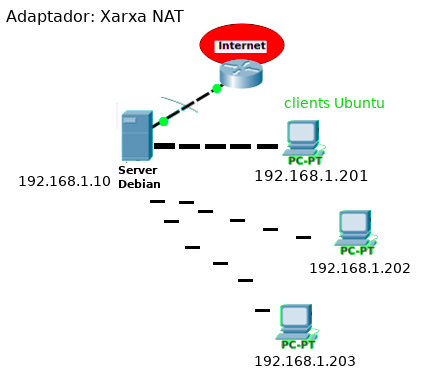 Adaptador: Xarxa NAT
Internet
clients Ubuntu
PC-PT
192.168.1.201
Server
Debian
192.168.1.10
PC-PT
192.168.1.202
PC-PT
192.168.1.203